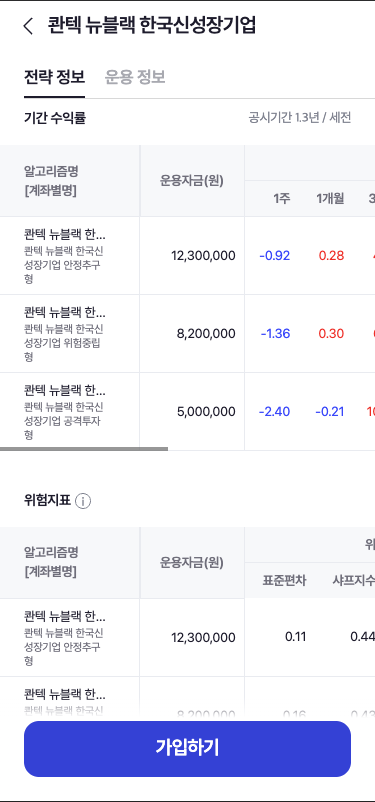 콴텍 뉴블랙 한국신성장기업
전략 정보 운용 정보
기간 수익률 공시기간 1.3년 / 세전
알고리즘명
[계좌별명]
운용자금(원)
1주 1개월 3
콴텍 뉴블랙 한...
콴텍 뉴블랙 한국신
성장기업 안정추구
형
12,300,000 -0.92 0.28
콴텍 뉴블랙 한...
콴텍 뉴블랙 한국신
성장기업 위험중립
형
8,200,000 -1.36 0.30
콴텍 뉴블랙 한...
콴텍 뉴블랙 한국신
성장기업 공격투자
형
5,000,000 -2.40 -0.21 10
위험지표
알고리즘명
[계좌별명]
운용자금(원)
위
표준편차 샤프지수
콴텍 뉴블랙 한...
콴텍 뉴블랙 한국신
성장기업 안정추구
형
12,300,000 0.11 0.44
콴텍 뉴블랙 한...
콴텍 뉴블랙 한국신
8,200,000 0.16 0.43
가입하기